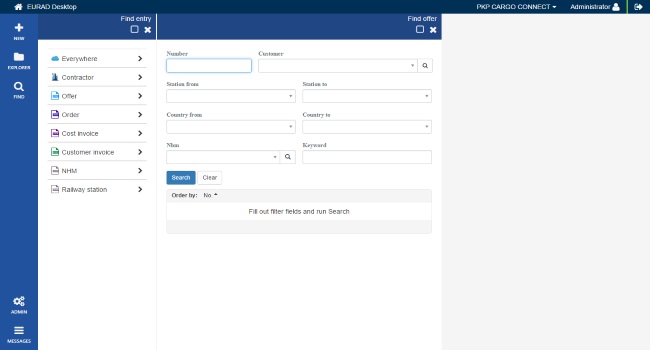 EURAD Desktop
PKP CARGO CONNECT
Administrator
NEW
EXPLORER
FIND
ADMIN
MESSAGES
Find entry
Everywhere
Contractor
Offer
Order
Cost invoice
Customer invoice
NHM
Railway station
Find offer
Number Customer
Station from Station to
Country from Country to
Nhm Keyword
Search Clear
Order by: No.
Fill out filter fields and run Search